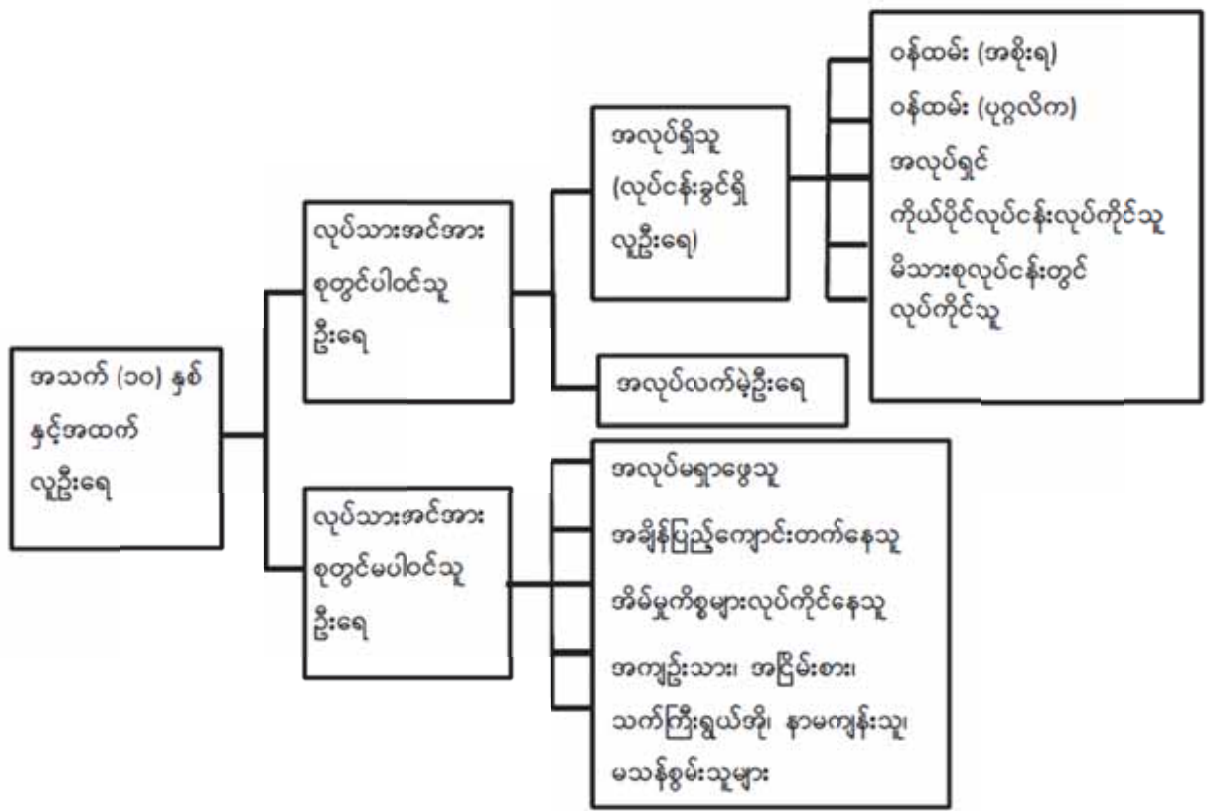 အသက် (၁၀) နှစ်
နှင့်အထက်
လူဦးရေ
လုပ်သားအင်အား
စုတွင်ပါဝင်သူ
ဦးရေ
အလုပ်ရှိသူ
(လုပ်ငန်းခွင်ရှိ
လူဦးရေ)
ဝန်ထမ်း (အစိုးရ)
ဝန်ထမ်း (ပုဂ္ဂလိက)
အလုပ်ရှင်
ကိုယ်ပိုင်လုပ်ငန်းလုပ်ကိုင်သူ
မိသားစုလုပ်ငန်းတွင်
လုပ်ကိုင်သူ
အလုပ်လက်မဲ့ဦးရေ
လုပ်သားအင်အား
စုတွင်မပါဝင်သူ
ဦးရေ
အလုပ်မရှာဖွေသူ
အချိန်ပြည့်ကျောင်းတက်နေသူ
အိမ်မှုကိစ္စများလုပ်ကိုင်နေသူ
အကျဉ်းသား၊ အငြိမ်းစား၊
သက်ကြီးရွယ်အို၊ နာမကျန်းသူ၊
မသန်စွမ်းသူများ